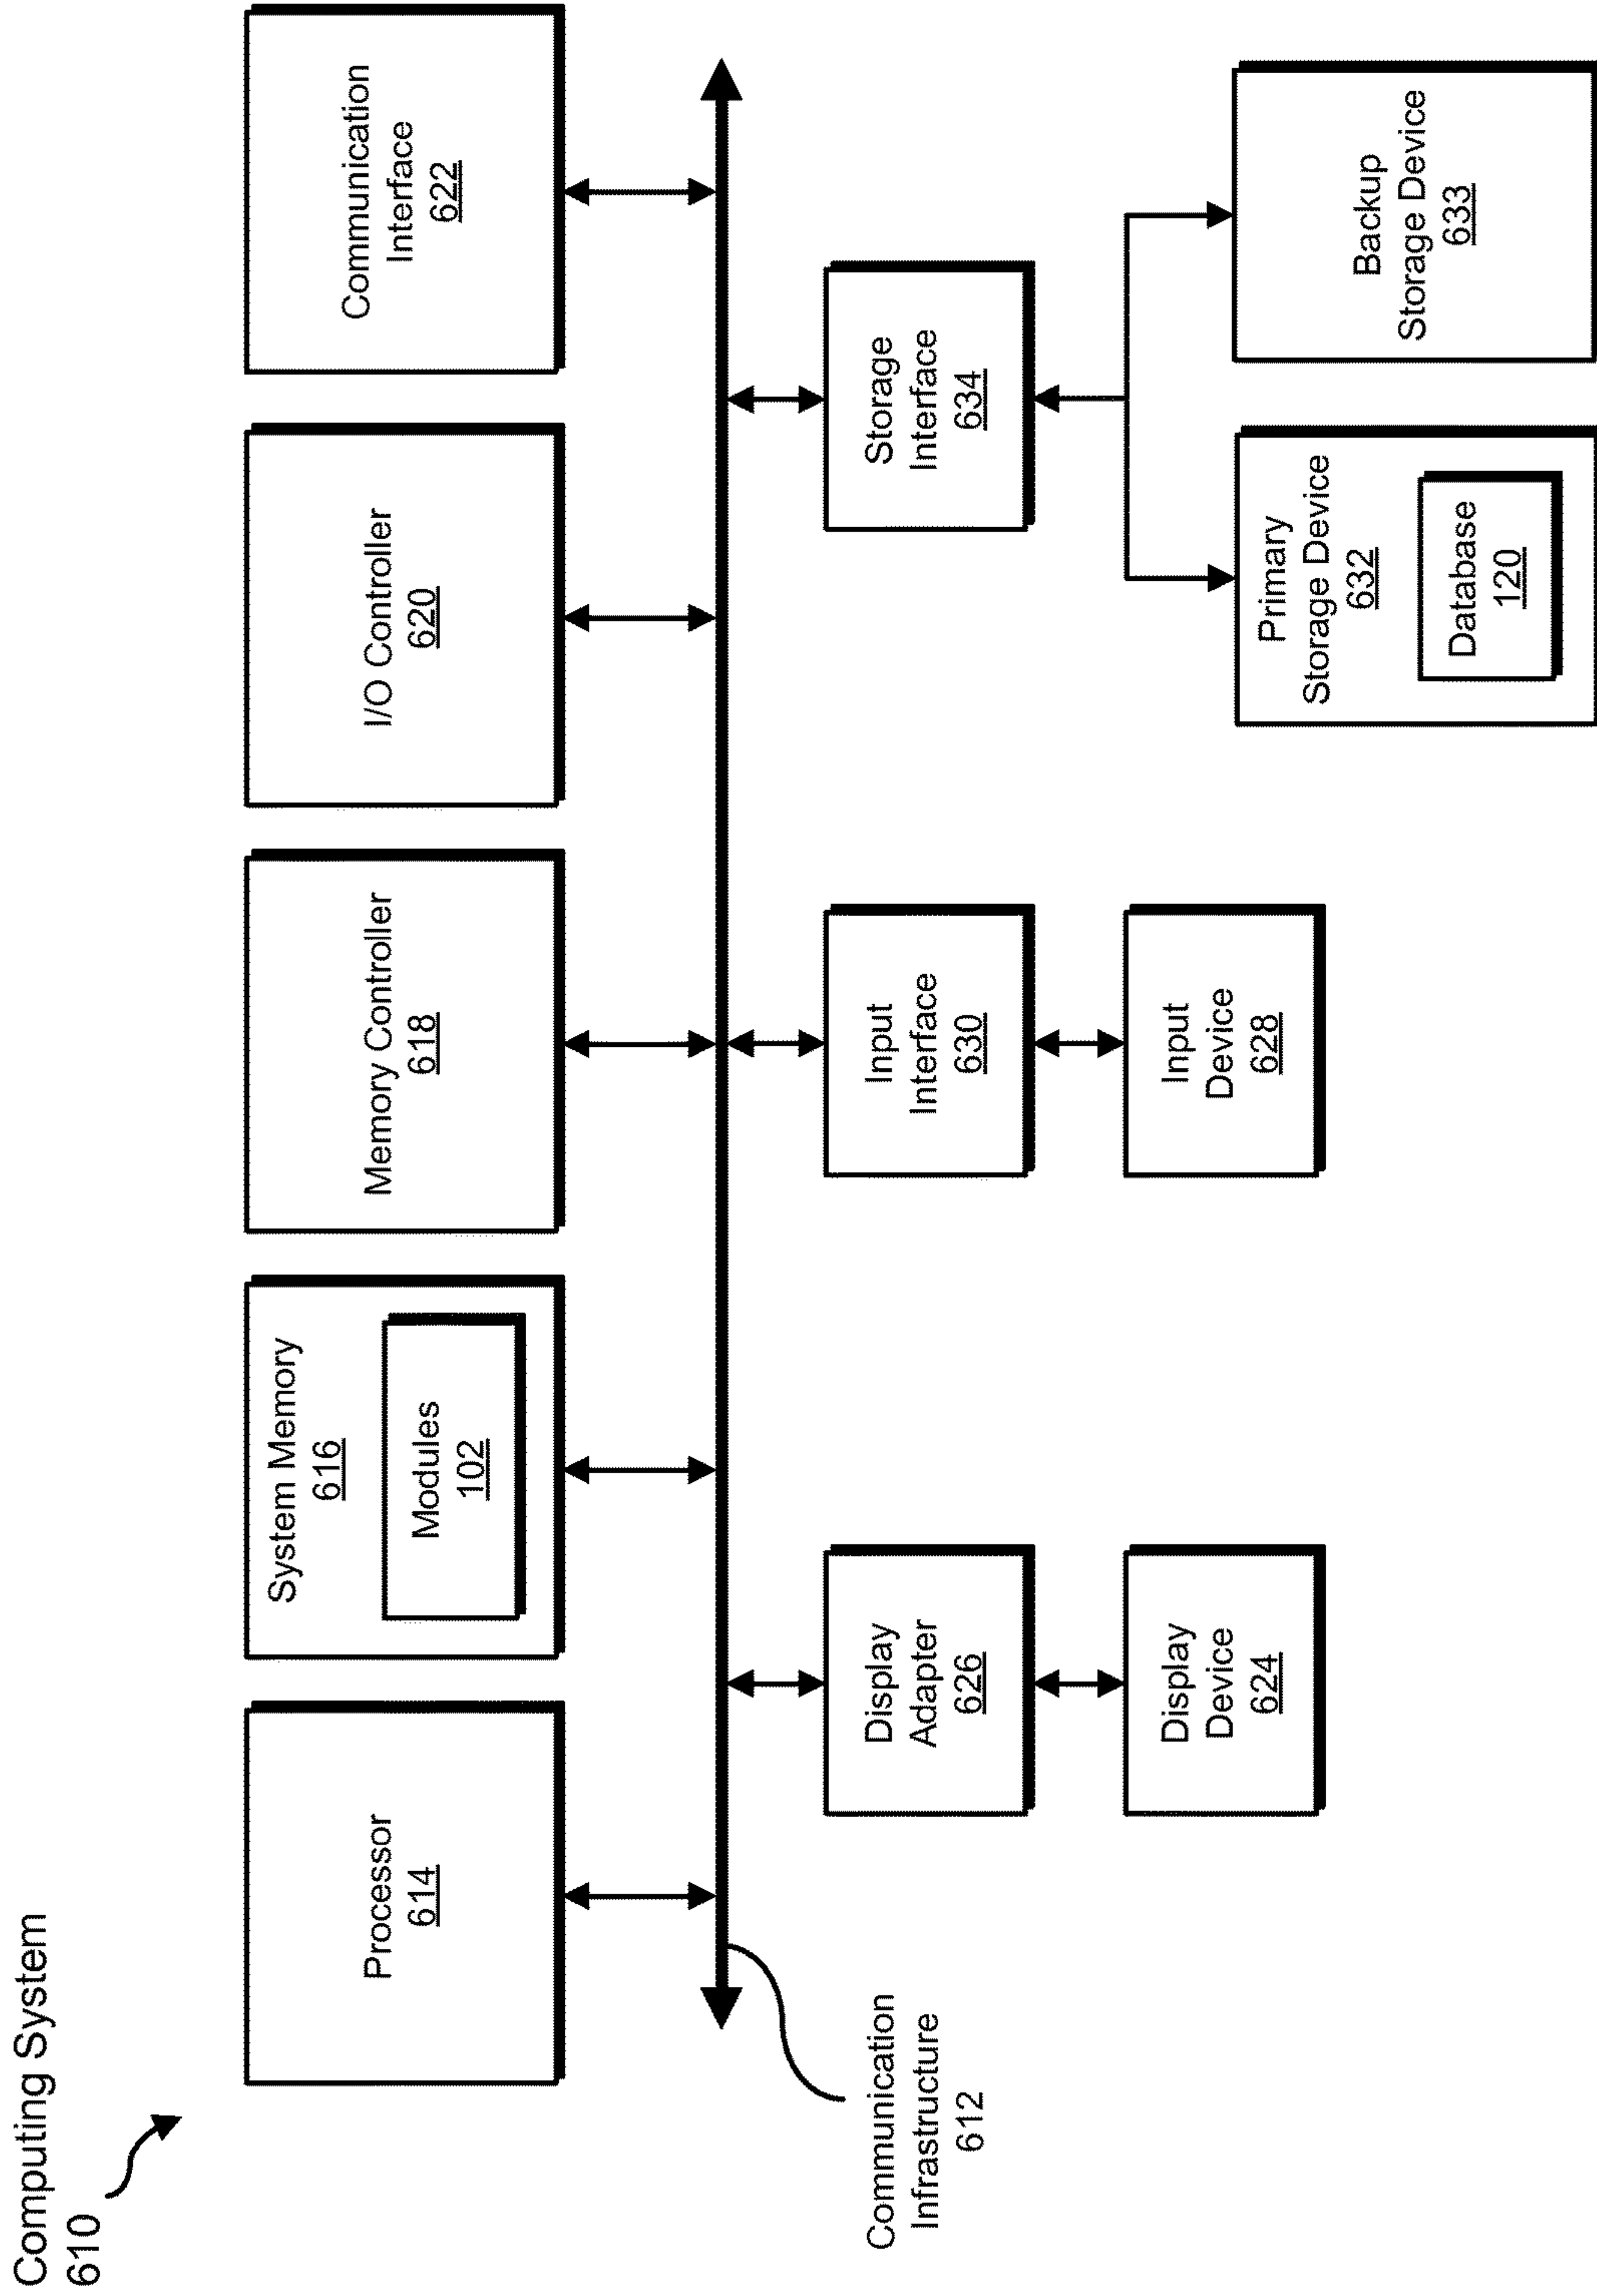 Computing System
610
Processor
614
System Memory
616
Modules
102
Memory Controller
618
I/O Controller
620
Communication
Interface
622
Communication
Infrastructure
612
Display
Adapter
626
Input
Interface
630
Storage
Interface
634
Display
Device
624
Input
Device
628
Primary
Storage Device
632
Database
120
Backup
Storage Device
633